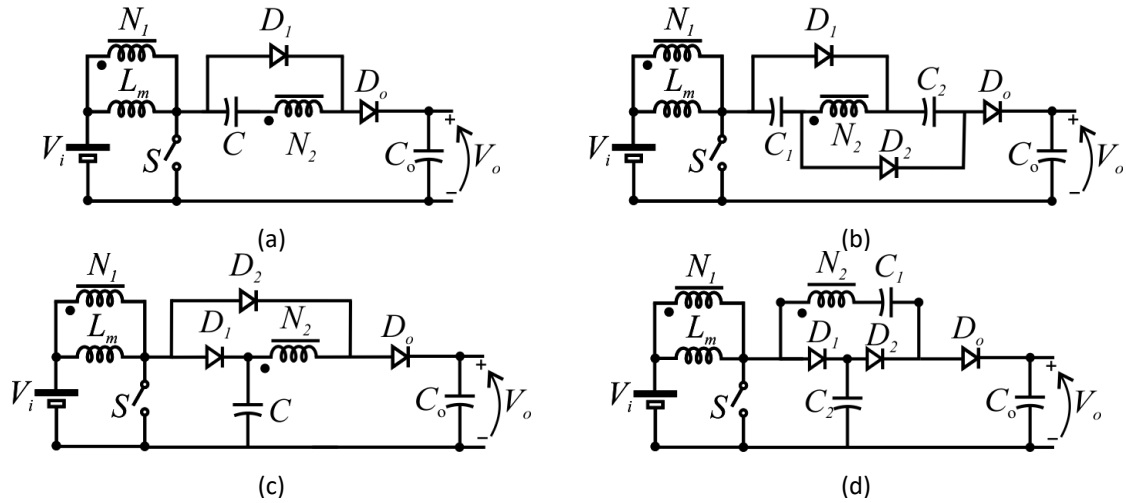 N₁ D₁
Lₘ Dₒ
Vᵢ S C N₂ Cₒ + − Vₒ
(a)
N₁ D₁
Lₘ C₂ Dₒ
Vᵢ S C₁ N₂ D₂ Cₒ + − Vₒ
(b)
N₁ D₂
Lₘ D₁ N₂ Dₒ
Vᵢ S C Cₒ + − Vₒ
(c)
N₁ N₂ C₁
Lₘ D₁ D₂ Dₒ
Vᵢ S C₂ Cₒ + − Vₒ
(d)